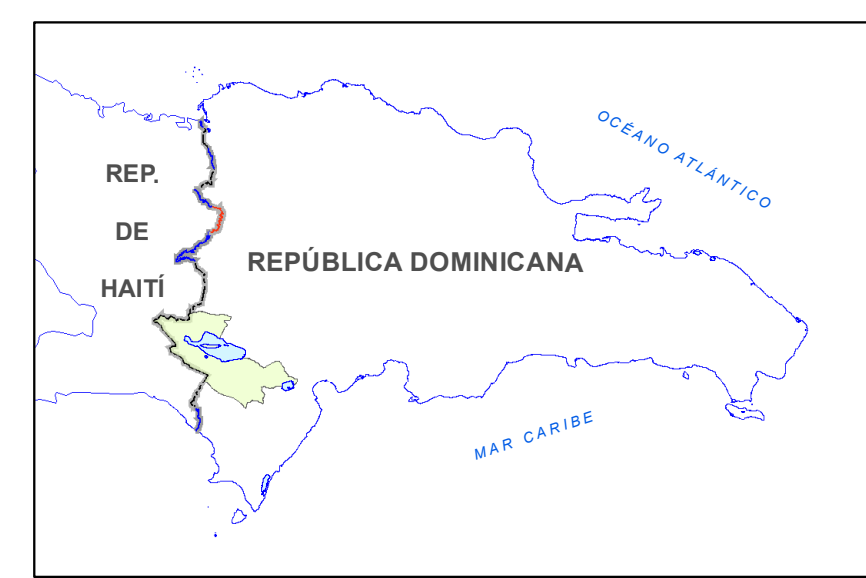 OCÉANO ATLÁNTICO
REP.
DE
HAITÍ
REPÚBLICA DOMINICANA
MAR CARIBE